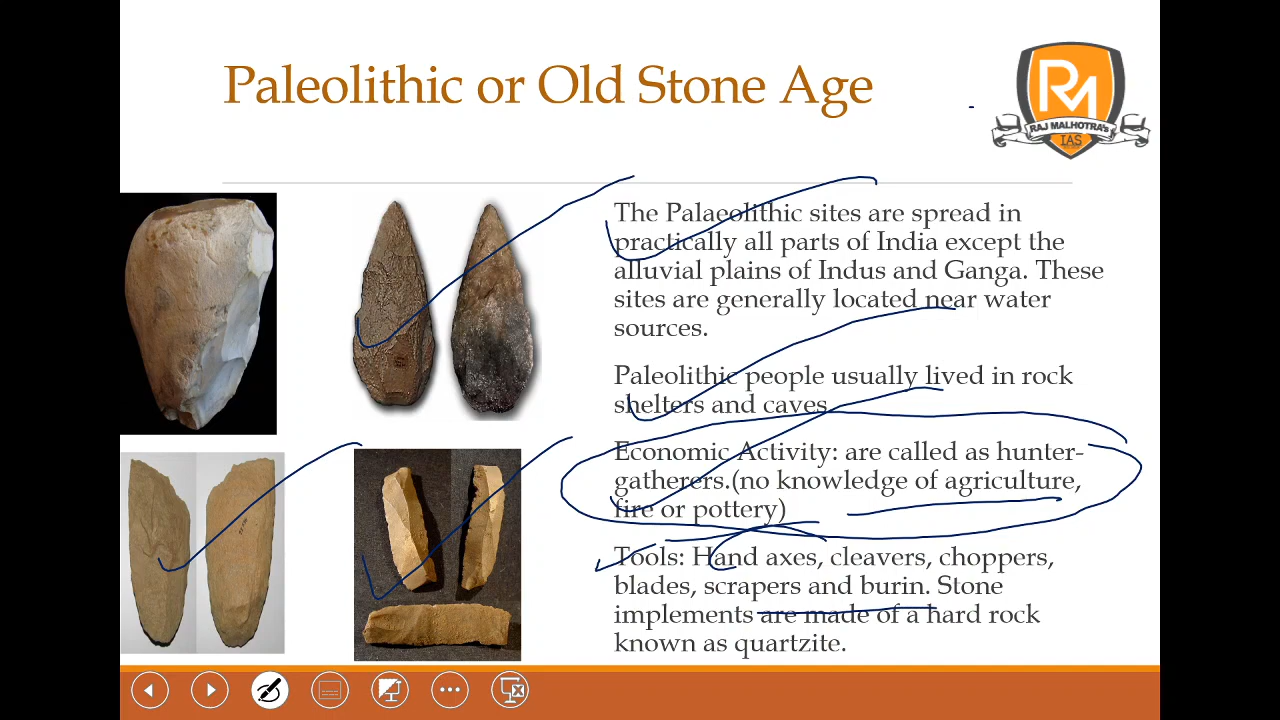 Paleolithic or Old Stone Age
RM
RAJ MALHOTRA's
IAS
The Palaeolithic sites are spread in
practically all parts of India except the
alluvial plains of Indus and Ganga. These
sites are generally located near water
sources.
Paleolithic people usually lived in rock
shelters and caves.
Economic Activity: are called as hunter-
gatherers.(no knowledge of agriculture,
fire or pottery)
Tools: Hand axes, cleavers, choppers,
blades, scrapers and burin. Stone
implements are made of a hard rock
known as quartzite.